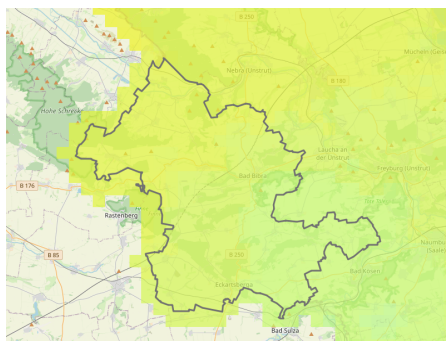 B 250
Mücheln (Geise
Nebra (Unstrut)
B 180
Hohe Schrecke
Laucha an
der Unstrut
Freyburg (Unstrut)
Bad Bibra
B 176
Rastenberg
Naumburg
(Saale)
B 85
B 250
Bad Kösen
Eckartsberga
Bad Sulza